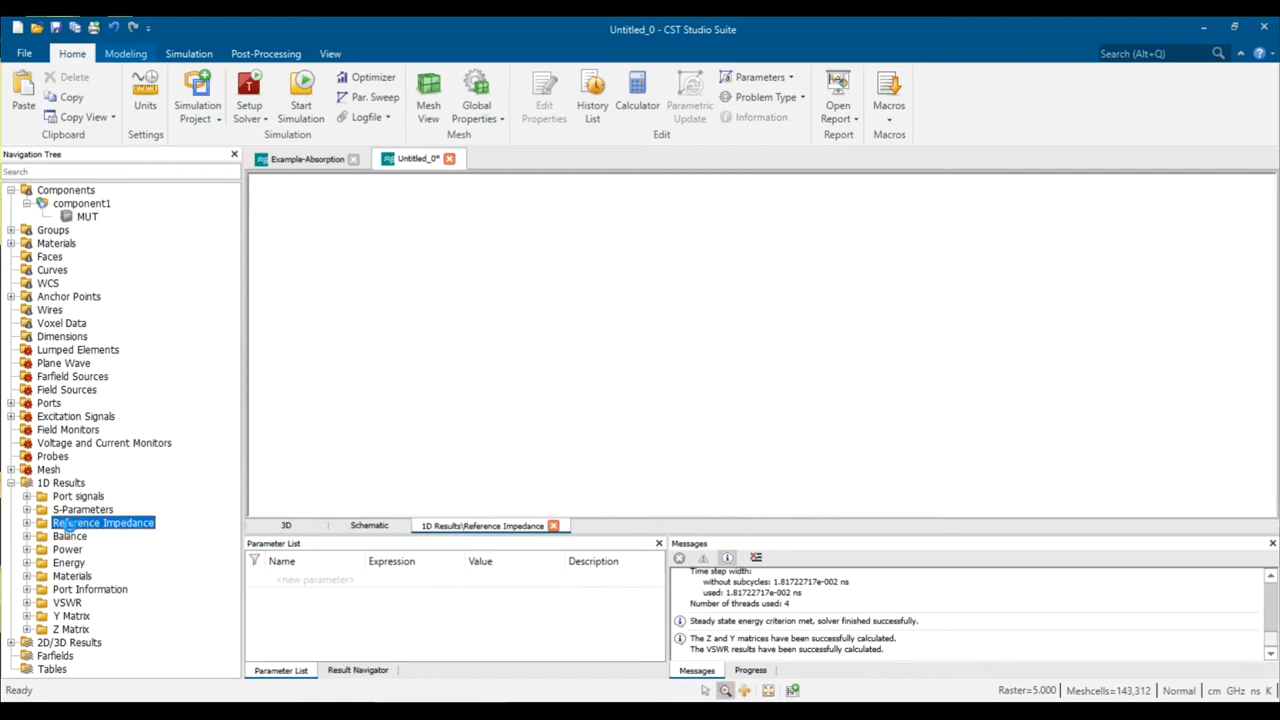 Untitled_0 - CST Studio Suite
File
Home
Modeling
Simulation
Post-Processing
View
Search (Alt+Q)
Paste
Delete
Copy
Copy View
Clipboard
Units
Settings
Simulation Project
Setup Solver
Start Simulation
Optimizer
Par. Sweep
Logfile
Simulation
Mesh View
Global Properties
Mesh
Edit Properties
History List
Calculator
Parametric Update
Parameters
Problem Type
Information
Edit
Open Report
Report
Macros
Macros
Navigation Tree
Search
Components
component1
MUT
Groups
Materials
Faces
Curves
WCS
Anchor Points
Wires
Voxel Data
Dimensions
Lumped Elements
Plane Wave
Farfield Sources
Field Sources
Ports
Excitation Signals
Field Monitors
Voltage and Current Monitors
Probes
Mesh
1D Results
Port signals
S-Parameters
Reference Impedance
Balance
Power
Energy
Materials
Port Information
VSWR
Y Matrix
Z Matrix
2D/3D Results
Farfields
Tables
Example-Absorption
Untitled_0*
3D
Schematic
1D Results\Reference Impedance
Parameter List
Name
Expression
Value
Description
<new parameter>
Parameter List
Result Navigator
Messages
Time step width:
without subcycles: 1.81722717e-002 ns
used: 1.81722717e-002 ns
Number of threads used: 4
Steady state energy criterion met, solver finished successfully.
The Z and Y matrices have been successfully calculated.
The VSWR results have been successfully calculated.
Messages
Progress
Ready
Raster=5.000
Meshcells=143,312
Normal
cm GHz ns K